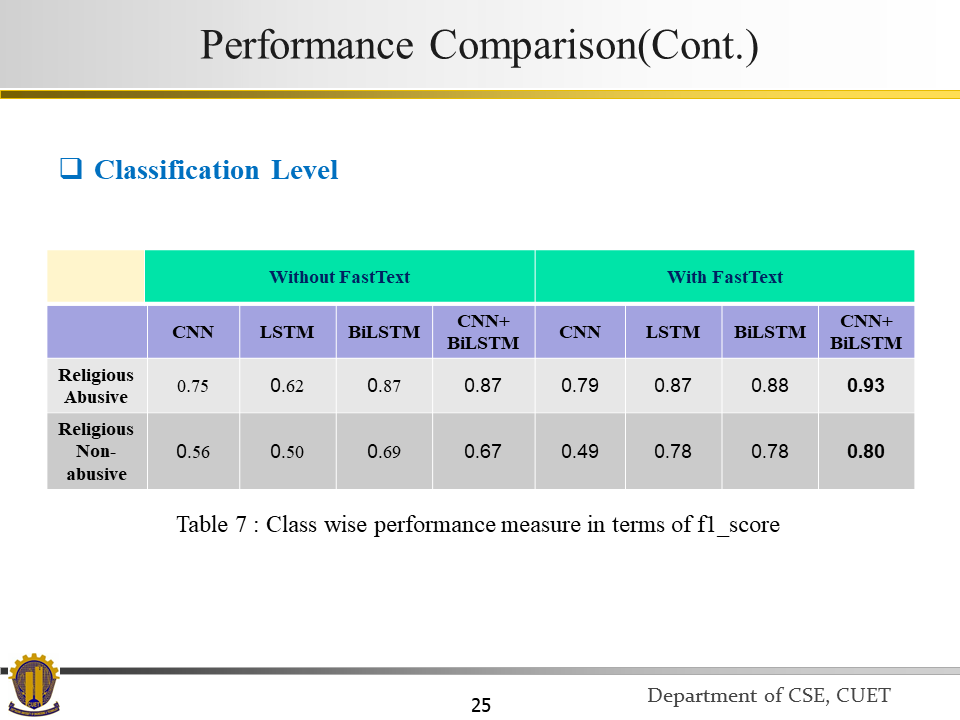 Performance Comparison(Cont.)
Classification Level
Without FastText With FastText
CNN LSTM BiLSTM CNN+ BiLSTM CNN LSTM BiLSTM CNN+ BiLSTM
Religious Abusive 0.75 0.62 0.87 0.87 0.79 0.87 0.88 0.93
Religious Non-abusive 0.56 0.50 0.69 0.67 0.49 0.78 0.78 0.80
Table 7 : Class wise performance measure in terms of f1_score
CUET
25
Department of CSE, CUET